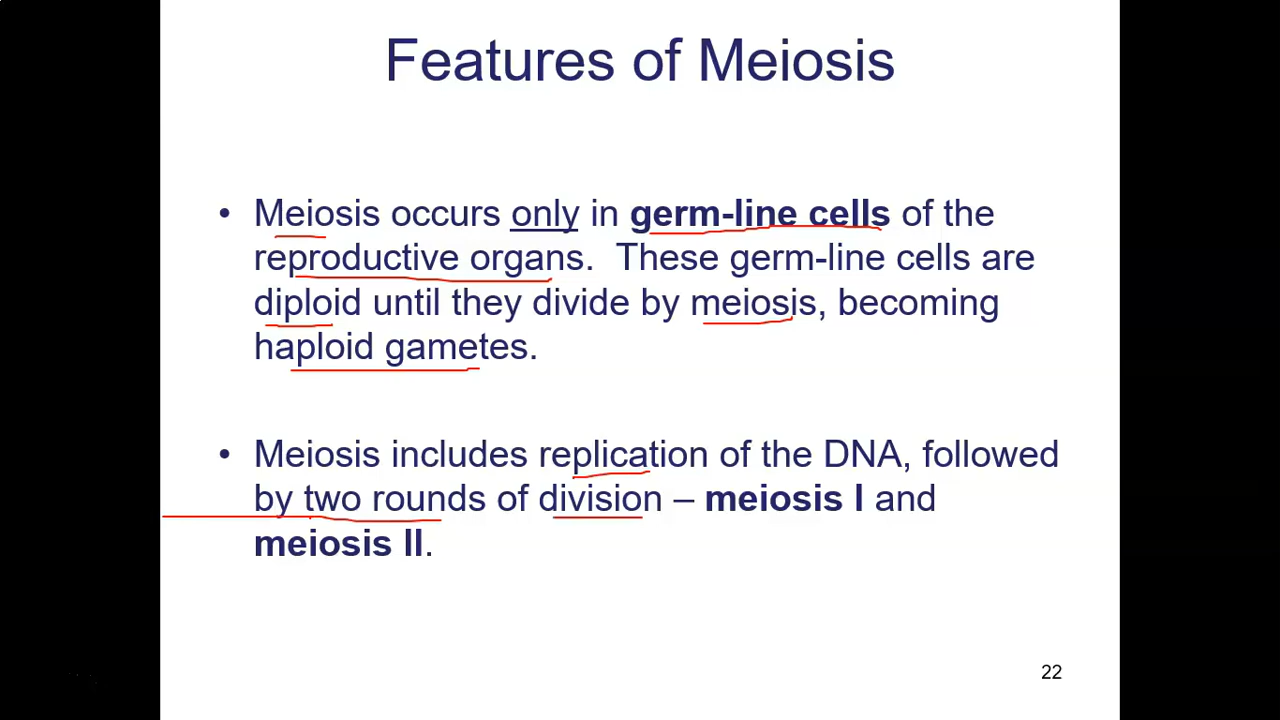 Features of Meiosis
• Meiosis occurs only in germ-line cells of the
reproductive organs. These germ-line cells are
diploid until they divide by meiosis, becoming
haploid gametes.
• Meiosis includes replication of the DNA, followed
by two rounds of division – meiosis I and
meiosis II.
22